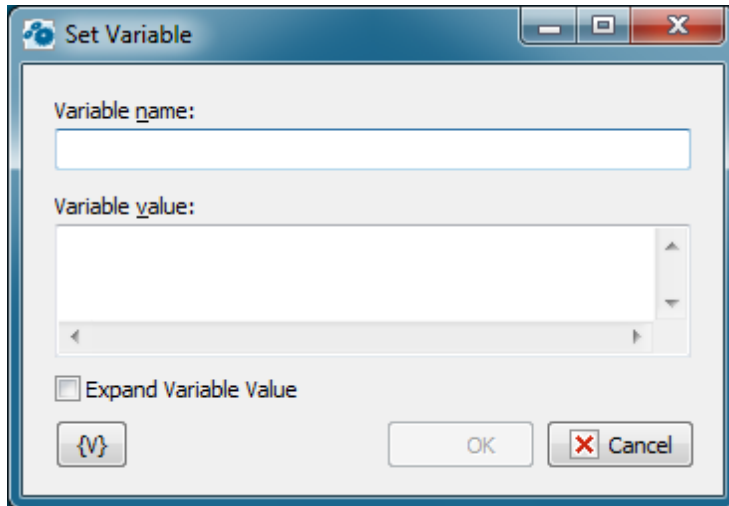 Set Variable
Variable name:
Variable value:
Expand Variable Value
{V}
OK
Cancel